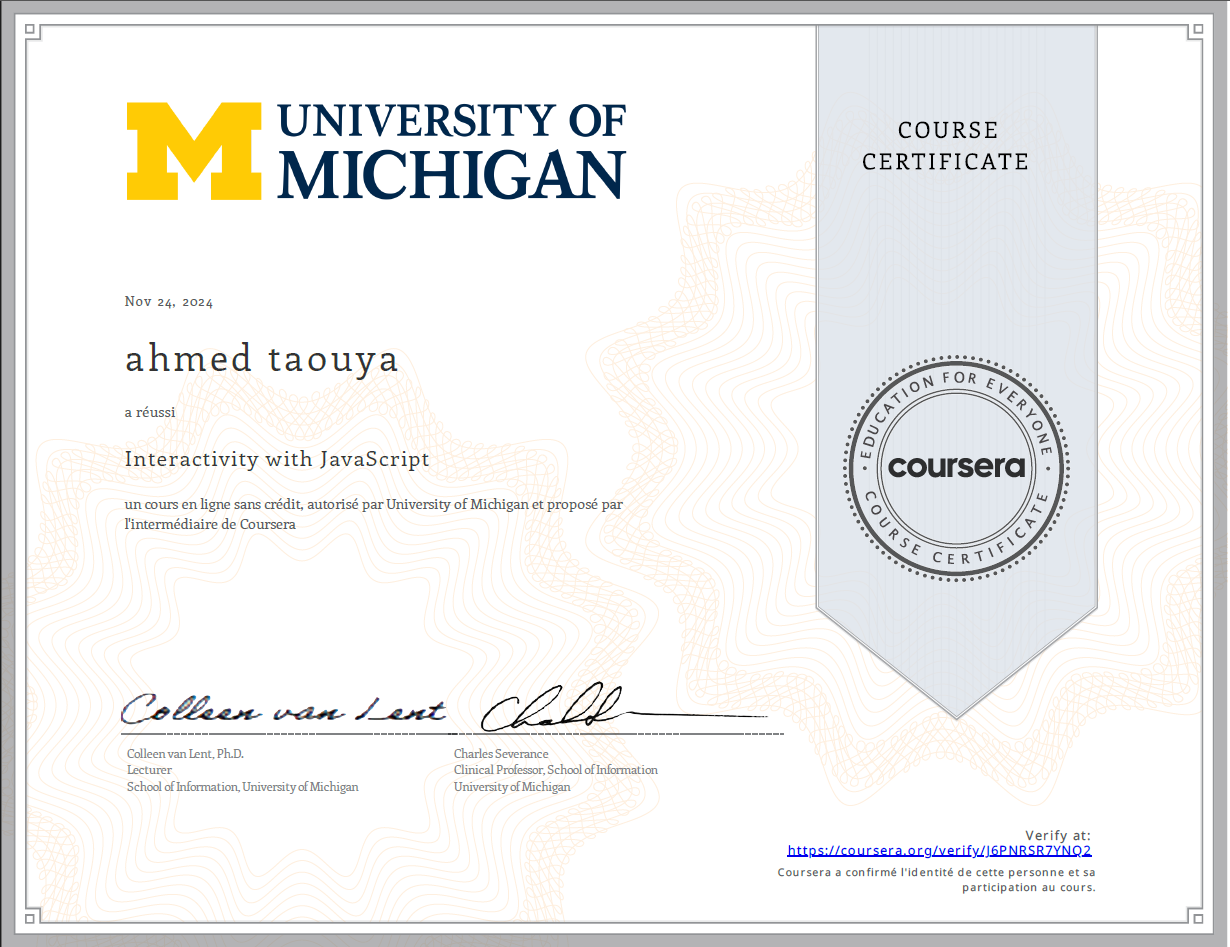 UNIVERSITY OF
MICHIGAN
COURSE
CERTIFICATE
Nov 24, 2024
ahmed taouya
a réussi
Interactivity with JavaScript
un cours en ligne sans crédit, autorisé par University of Michigan et proposé par
l'intermédiaire de Coursera
EDUCATION FOR EVERYONE
coursera
COURSE CERTIFICATE
Colleen van Lent
Colleen van Lent, Ph.D.
Lecturer
School of Information, University of Michigan
Charles Severance
Clinical Professor, School of Information
University of Michigan
Verify at:
https://coursera.org/verify/J6PNRSR7YNQ2
Coursera a confirmé l'identité de cette personne et sa
participation au cours.